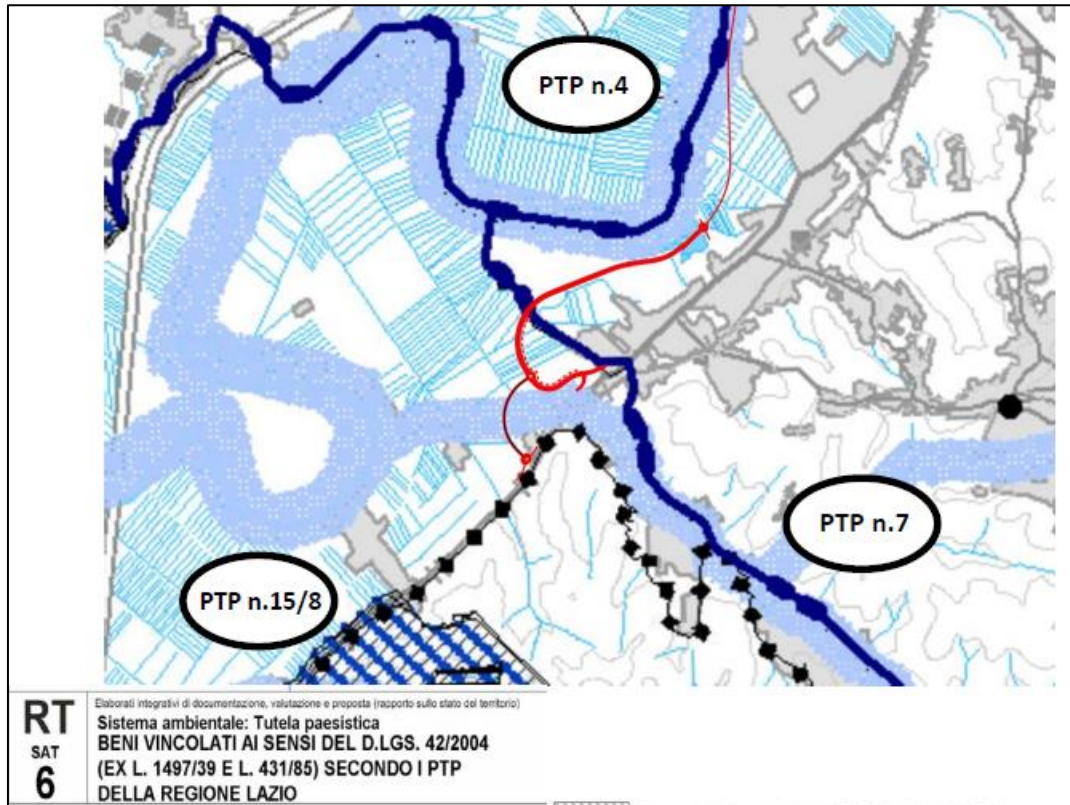 PTP n.4
PTP n.7
PTP n.15/8
RT
SAT
6
Elaborati integrativi di documentazione, valutazione e proposta (rapporto sullo stato del territorio)
Sistema ambientale: Tutela paesistica
BENI VINCOLATI AI SENSI DEL D.LGS. 42/2004
(EX L. 1497/39 E L. 431/85) SECONDO I PTP
DELLA REGIONE LAZIO